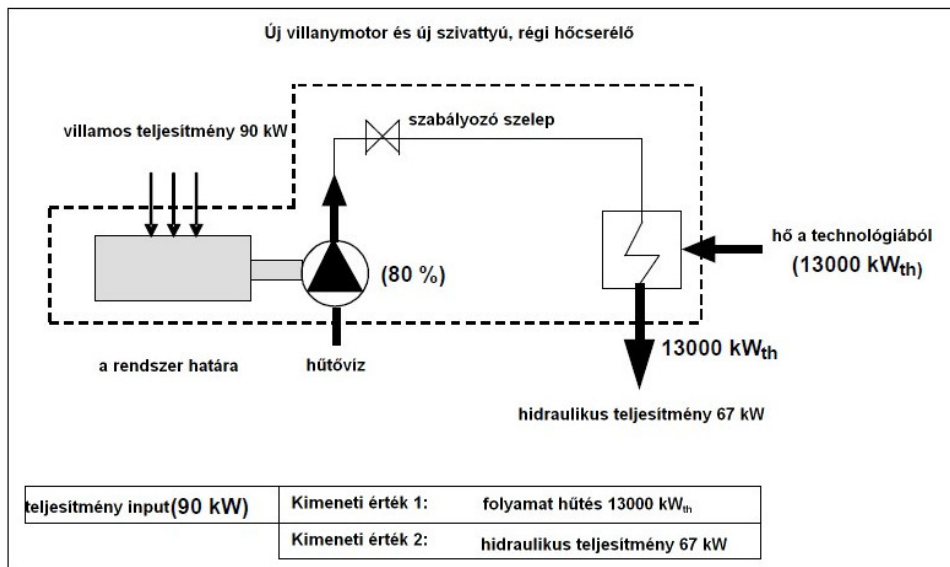 Új villanymotor és új szivattyú, régi hőcserélő
villamos teljesítmény 90 kW
szabályozó szelep
(80 %)
hő a technológiából
(13000 kWth)
a rendszer határa
hűtővíz
13000 kWth
hidraulikus teljesítmény 67 kW
teljesítmény input(90 kW)
Kimeneti érték 1: folyamat hűtés 13000 kWth
Kimeneti érték 2: hidraulikus teljesítmény 67 kW